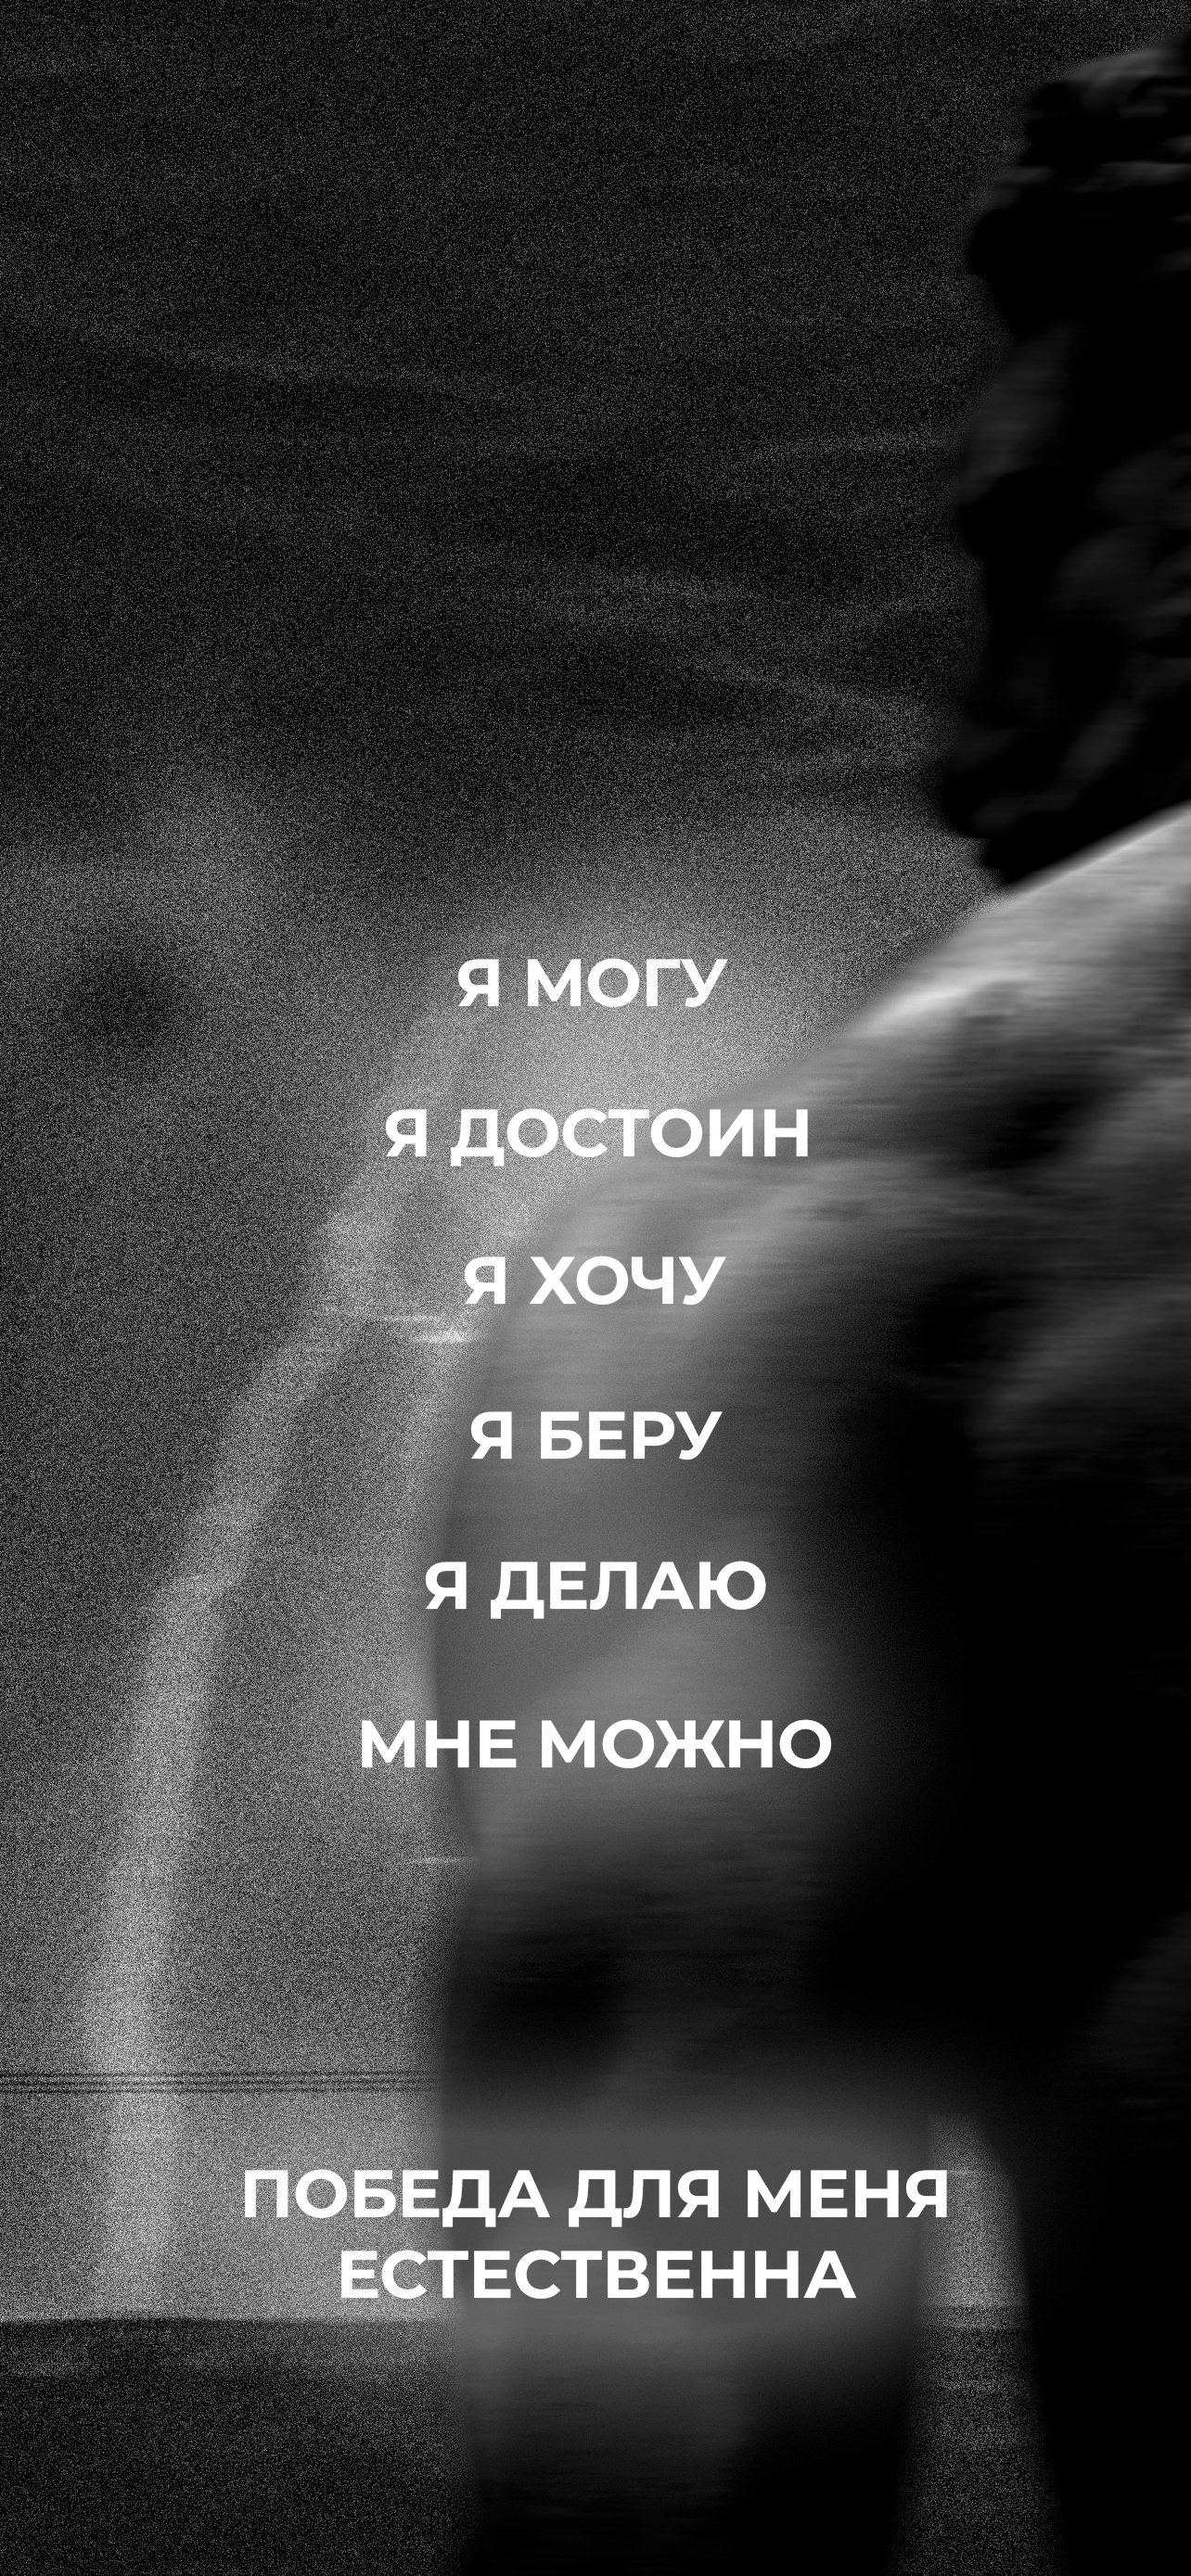 Я МОГУ
Я ДОСТОИН
Я ХОЧУ
Я БЕРУ
Я ДЕЛАЮ
МНЕ МОЖНО
ПОБЕДА ДЛЯ МЕНЯ
ЕСТЕСТВЕННА